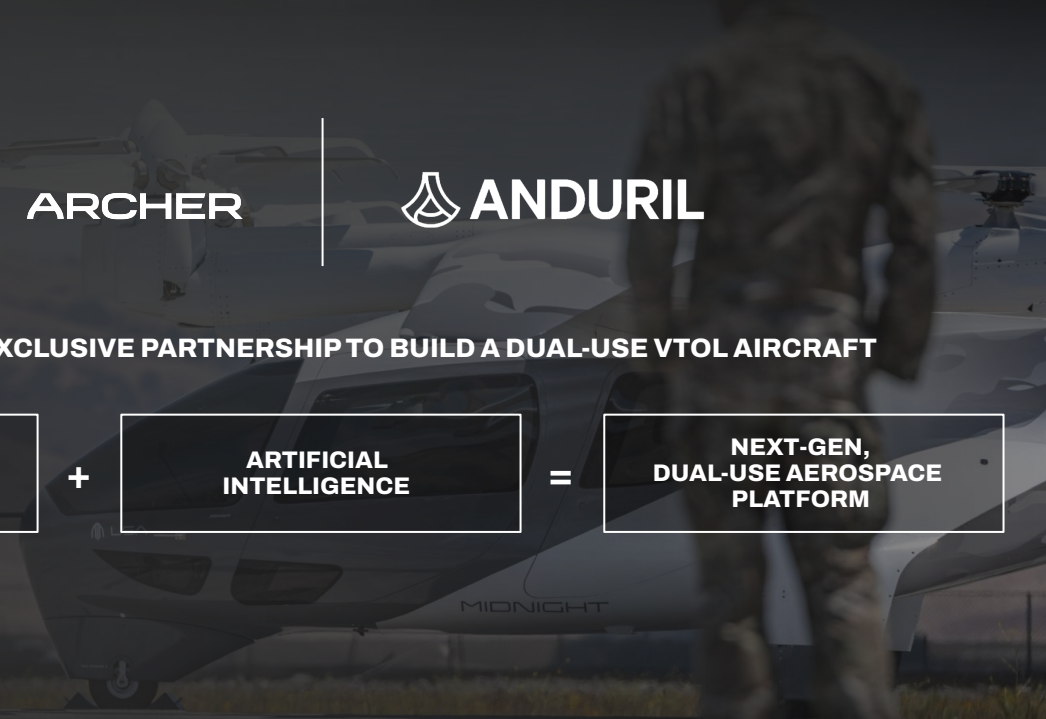 ARCHER
ANDURIL
XCLUSIVE PARTNERSHIP TO BUILD A DUAL-USE VTOL AIRCRAFT
+
ARTIFICIAL
INTELLIGENCE
=
NEXT-GEN,
DUAL-USE AEROSPACE
PLATFORM
MIDNIGHT